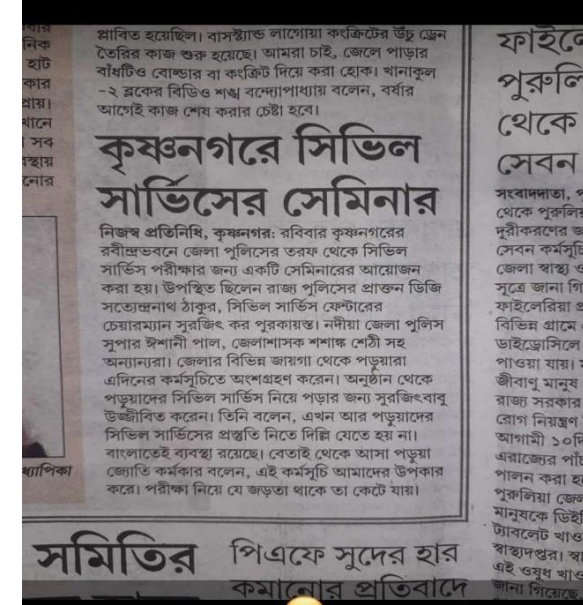 প্লাবিত হয়েছিল। বাসস্ট্যান্ড লাগোয়া কংক্রিটের উঁচু ড্রেন
তৈরির কাজ শুরু হয়েছে। আমরা চাই, জেলে পাড়ার
বাঁধটিও বোল্ডার বা কংক্রিট দিয়ে করা হোক। খানাকুল
-২ ব্লকের বিডিও শঙ্খ বন্দ্যোপাধ্যায় বলেন, বর্ষার
আগেই কাজ শেষ করার চেষ্টা হবে।
কৃষ্ণনগরে সিভিল
সার্ভিসের সেমিনার
নিজস্ব প্রতিনিধি, কৃষ্ণনগর: রবিবার কৃষ্ণনগরের
রবীন্দ্রভবনে জেলা পুলিসের তরফ থেকে সিভিল
সার্ভিস পরীক্ষার জন্য একটি সেমিনারের আয়োজন
করা হয়। উপস্থিত ছিলেন রাজ্য পুলিসের প্রাক্তন ডিজি
সত্যেন্দ্রনাথ ঠাকুর, সিভিল সার্ভিস সেন্টারের
চেয়ারম্যান সুরজিৎ কর পুরকায়স্ত। নদীয়া জেলা পুলিস
সুপার ঈশানী পাল, জেলাশাসক শশাঙ্ক শেঠী সহ
অন্যান্যরা। জেলার বিভিন্ন জায়গা থেকে পড়ুয়ারা
এদিনের কর্মসূচিতে অংশগ্রহণ করেন। অনুষ্ঠান থেকে
পড়ুয়াদের সিভিল সার্ভিস নিয়ে পড়ার জন্য সুরজিৎবাবু
উজ্জীবিত করেন। তিনি বলেন, এখন আর পড়ুয়াদের
সিভিল সার্ভিসের প্রস্তুতি নিতে দিল্লি যেতে হয় না।
বাংলাতেই ব্যবস্থা রয়েছে। বেতাই থেকে আসা পড়ুয়া
জ্যোতি কর্মকার বলেন, এই কর্মসূচি আমাদের উপকার
করে। পরীক্ষা নিয়ে যে জড়তা থাকে তা কেটে যায়।
সমিতির
পিএফে সুদের হার
কমানোর প্রতিবাদে
পুরুলি
থেকে
সেবন
সংবাদদাতা,
থেকে পুরুলিয়া
দূরীকরণের
সেবন কর্মসূচি
জেলা স্বাস্থ্য
সূত্রে জানা
ফাইলেরিয়া
বিভিন্ন গ্রামে
হাইড্রোসিলে
পাওয়া যায়।
জীবাণু মানুষ
রাজ্য সরকার
রোগ নিয়ন্ত্রণ
আগামী ১০দি
এরাজ্যের পাঁ
পালন করা
পুরুলিয়া
মানুষকে
ট্যাবলেট
স্বাস্থ্যদপ্তর।
এই ওষুধ
জানা গিয়েছে